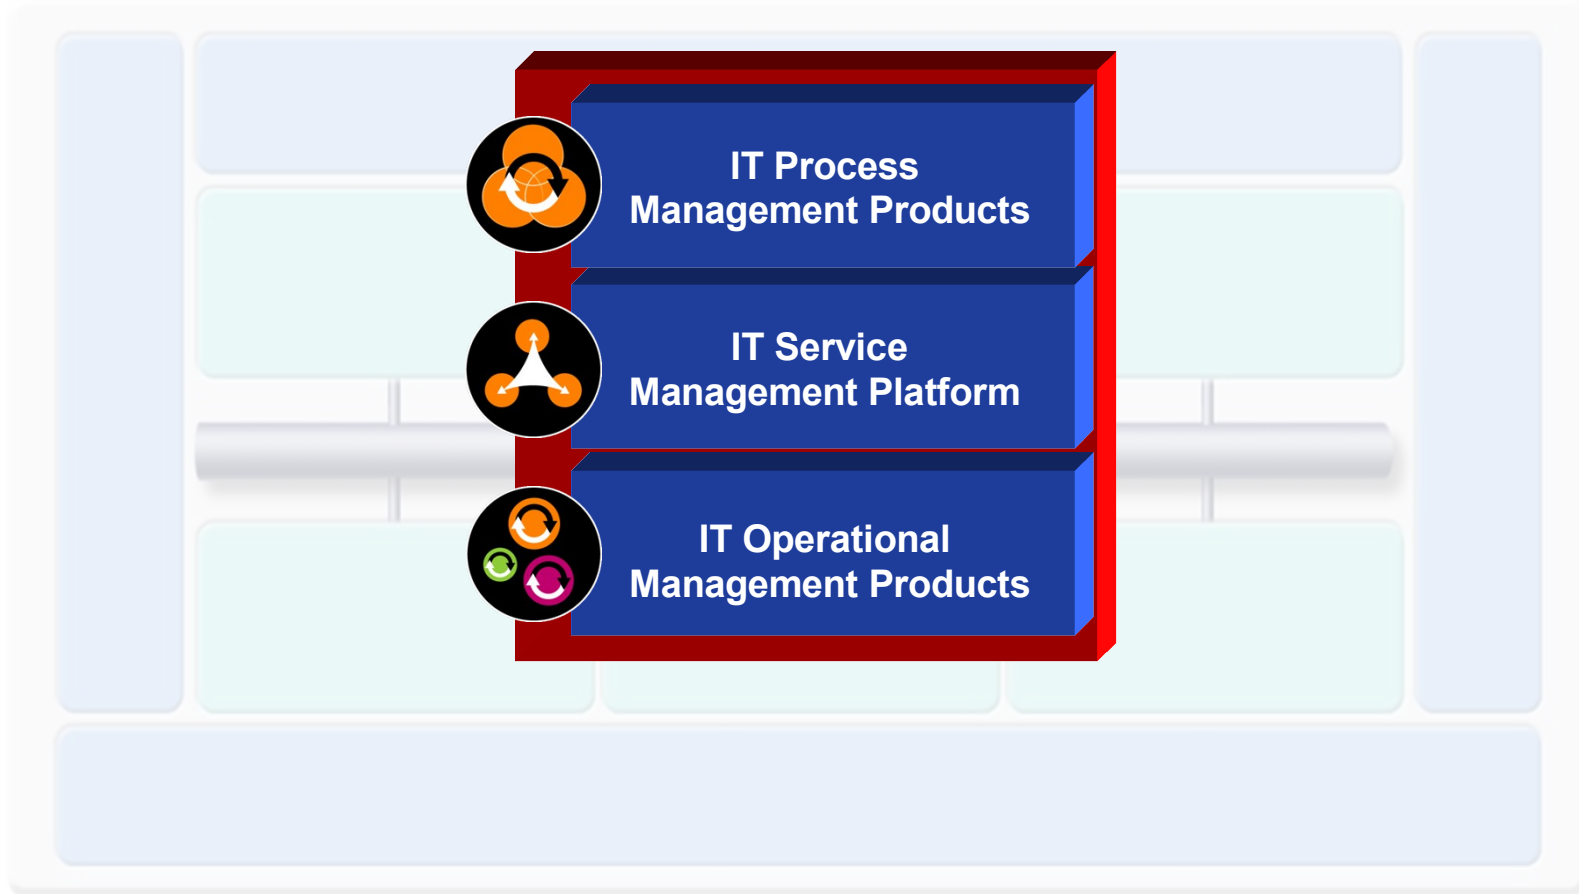 IT Process
Management Products
IT Service
Management Platform
IT Operational
Management Products